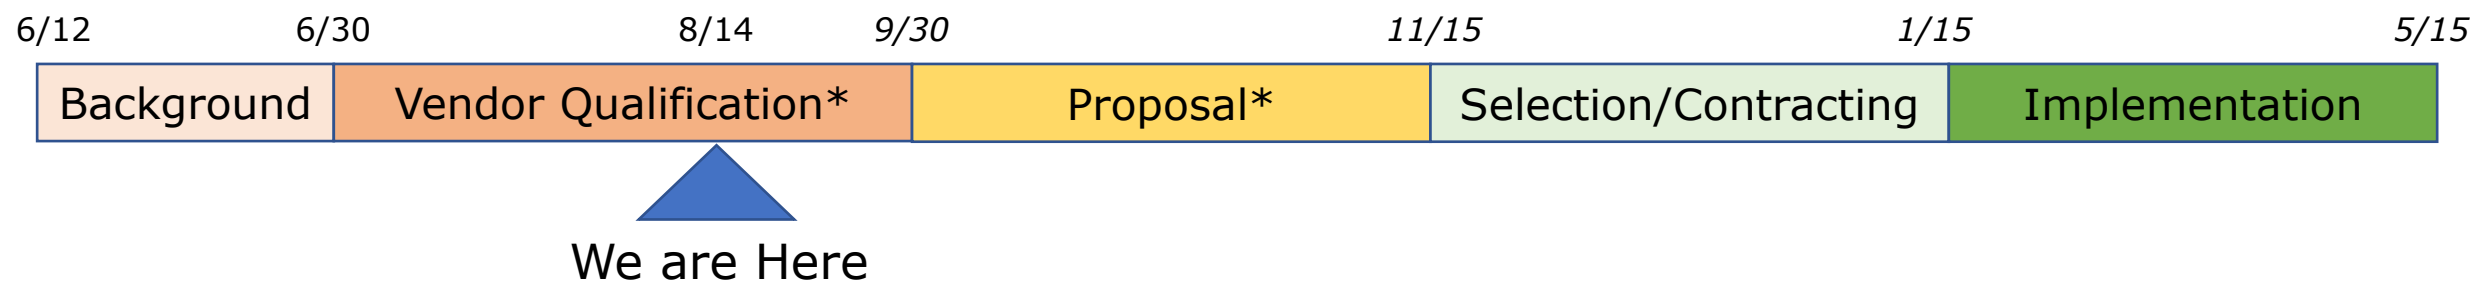 6/12 6/30 8/14 9/30 11/15 1/15 5/15
Background Vendor Qualification* Proposal* Selection/Contracting Implementation
We are Here